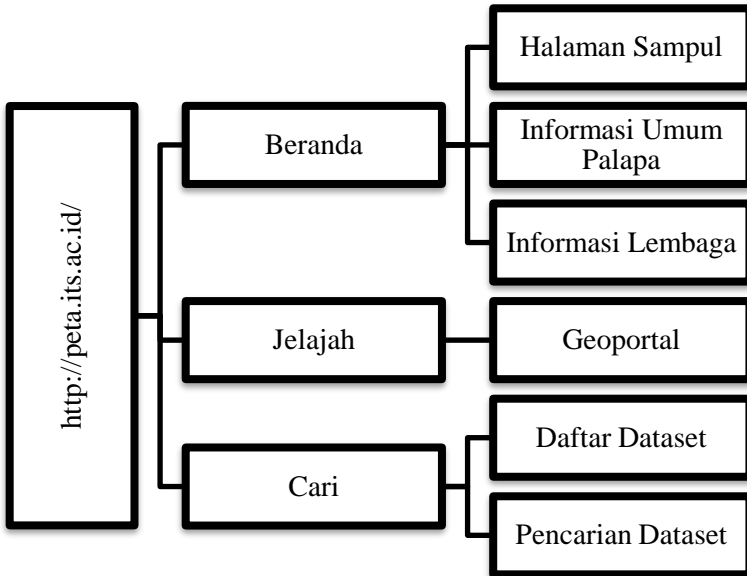 http://peta.its.ac.id/
Beranda
Halaman Sampul
Informasi Umum
Palapa
Informasi Lembaga
Jelajah
Geoportal
Cari
Daftar Dataset
Pencarian Dataset